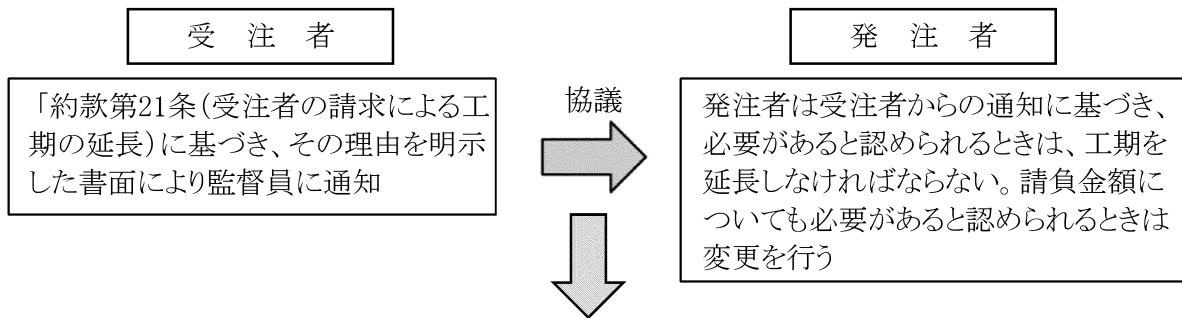 受 注 者
「約款第21条(受注者の請求による工
期の延長)に基づき、その理由を明示
した書面により監督員に通知
協議
発 注 者
発注者は受注者からの通知に基づき、
必要があると認められるときは、工期を
延長しなければならない。請負金額に
ついても必要があると認められるときは
変更を行う